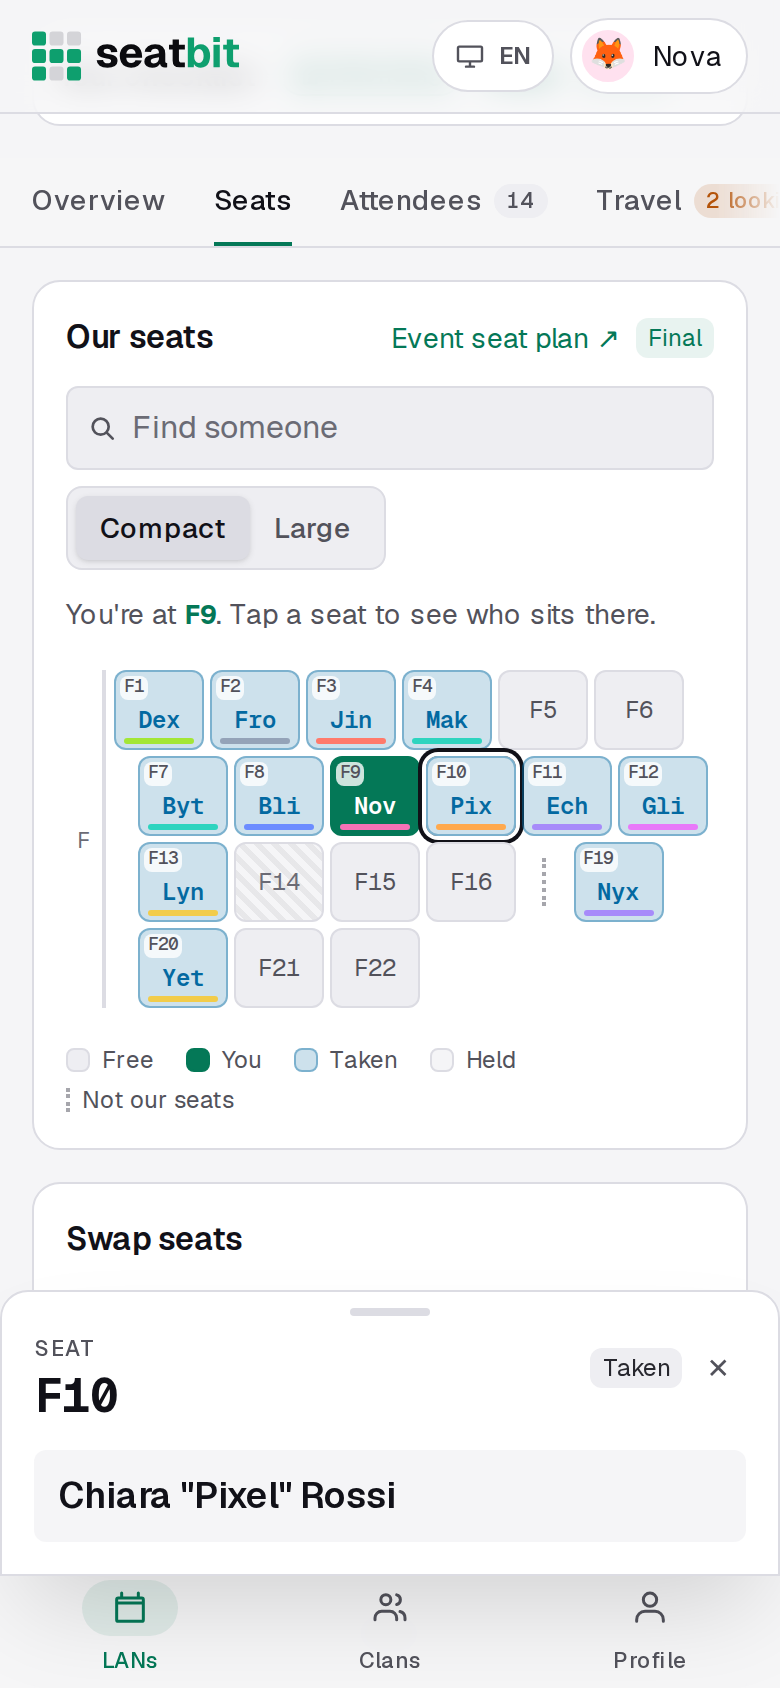 seatbit
EN
Nova
Overview
Seats
Attendees 14
Travel 2 look
Our seats
Event seat plan ↗
Final
Find someone
Compact
Large
You're at F9. Tap a seat to see who sits there.
F1 Dex
F2 Fro
F3 Jin
F4 Mak
F5
F6
F
F7 Byt
F8 Bli
F9 Nov
F10 Pix
F11 Ech
F12 Gli
F13 Lyn
F14
F15
F16
F19 Nyx
F20 Yet
F21
F22
Free
You
Taken
Held
Not our seats
Swap seats
SEAT
F10
Taken
Chiara "Pixel" Rossi
LANs
Clans
Profile